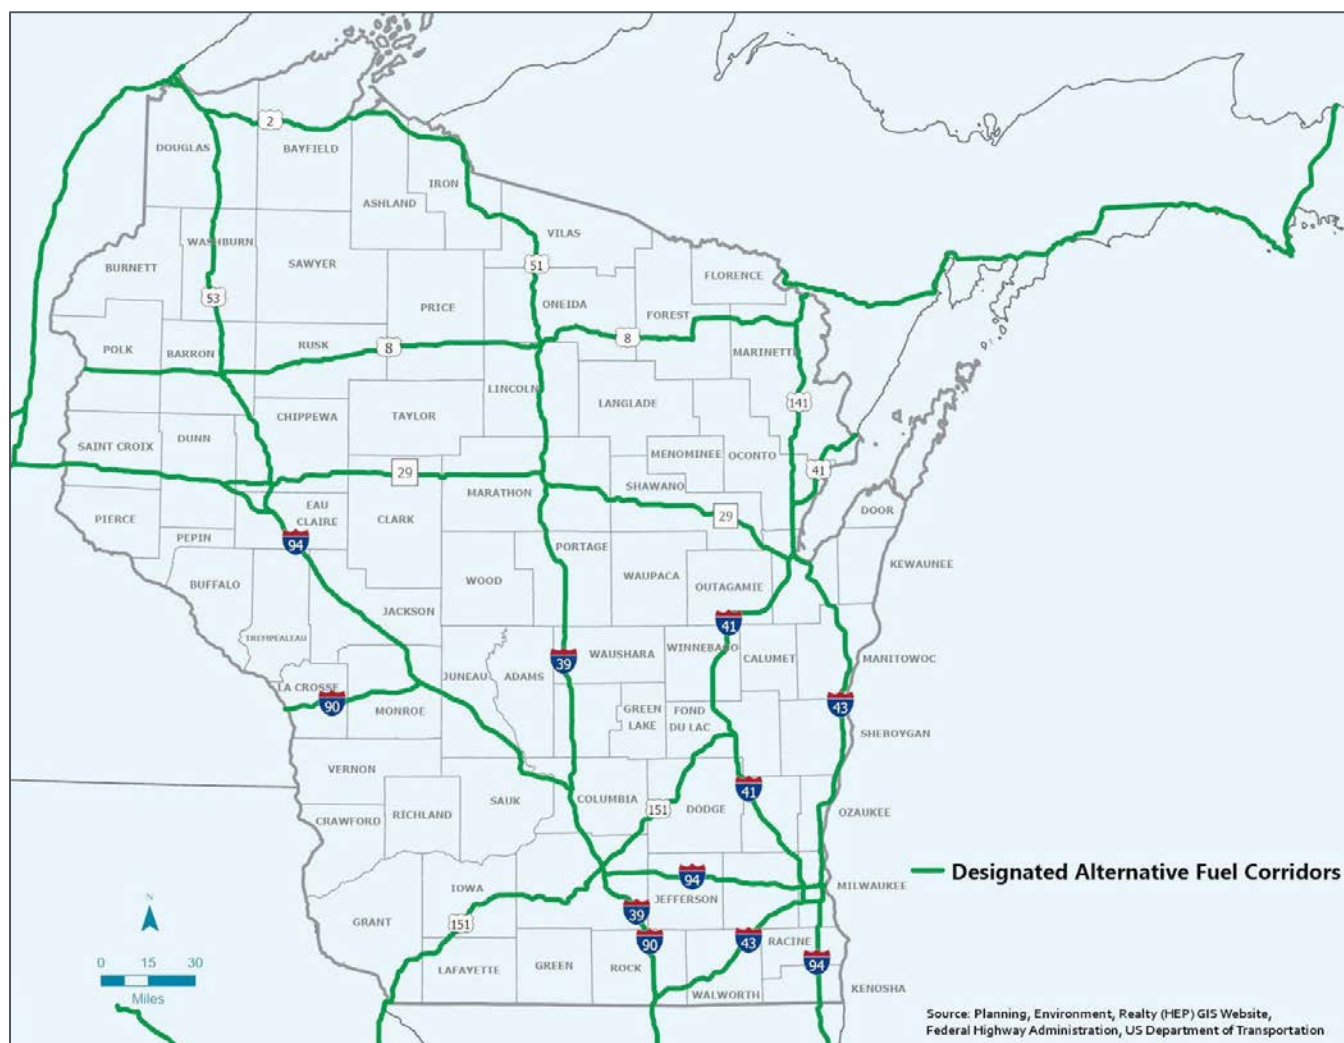 2
DOUGLAS
BAYFIELD
IRON
ASHLAND
VILAS
WASHBURN
BURNETT
SAWYER
51
FLORENCE
53
PRICE
ONEIDA
FOREST
POLK
BARRON
RUSK
8
8
MARINETTE
LINCOLN
CHIPPEWA
TAYLOR
LANGLADE
141
SAINT CROIX
DUNN
MENOMINEE
OCONTO
41
29
MARATHON
SHAWANO
PIERCE
EAU
CLAIRE
CLARK
29
DOOR
PEPIN
94
PORTAGE
KEWAUNEE
BUFFALO
WOOD
WAUPACA
OUTAGAMIE
JACKSON
TREMPEALEAU
41
WAUSHARA
WINNEBAGO
CALUMET
MANITOWOC
39
JUNEAU
ADAMS
LA CROSSE
90
MONROE
GREEN
LAKE
FOND
DU LAC
43
SHEBOYGAN
VERNON
SAUK
COLUMBIA
151
DODGE
41
CRAWFORD
RICHLAND
OZAUKEE
94
Designated Alternative Fuel Corridors
MILWAUKEE
IOWA
JEFFERSON
N
GRANT
151
39
90
43
RACINE
94
0 15 30
Miles
LAFAYETTE
GREEN
ROCK
WALWORTH
KENOSHA
Source: Planning, Environment, Realty (HEP) GIS Website,
Federal Highway Administration, US Department of Transportation